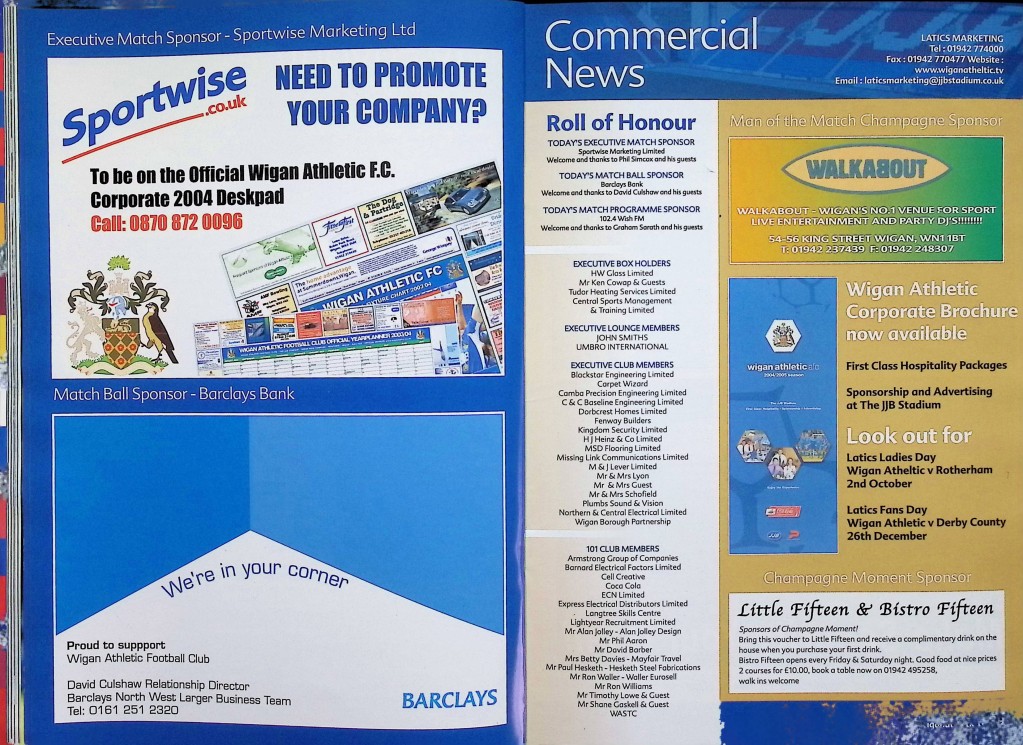 Executive Match Sponsor - Sportwise Marketing Ltd
Sportwise
.co.uk
NEED TO PROMOTE
YOUR COMPANY?
To be on the Official Wigan Athletic F.C.
Corporate 2004 Deskpad
Call: 0870 872 0096
The Dog
& Partridge
WIGAN ATHLETIC FC
FIXTURE CHART 2003/04
WIGAN ATHLETIC FOOTBALL CLUB OFFICIAL YEARPLANNER 2003/04
Match Ball Sponsor - Barclays Bank
We're in your corner
Proud to suppport
Wigan Athletic Football Club
David Culshaw Relationship Director
Barclays North West Larger Business Team
Tel: 0161 251 2320
BARCLAYS
Commercial
News
LATICS MARKETING
Tel : 01942 774000
Fax : 01942 770477 Website :
www.wiganatheltic.tv
Email : laticsmarketing@jjbstadium.co.uk
Roll of Honour
TODAY'S EXECUTIVE MATCH SPONSOR
Sportwise Marketing Limited
Welcome and thanks to Phil Simcox and his guests
TODAY'S MATCH BALL SPONSOR
Barclays Bank
Welcome and thanks to David Culshaw and his guests
TODAY'S MATCH PROGRAMME SPONSOR
102.4 Wish FM
Welcome and thanks to Graham Sarath and his guests
EXECUTIVE BOX HOLDERS
HW Glass Limited
Mr Ken Cowap & Guests
Tudor Heating Services Limited
Central Sports Management
& Training Limited
EXECUTIVE LOUNGE MEMBERS
JOHN SMITHS
UMBRO INTERNATIONAL
EXECUTIVE CLUB MEMBERS
Blackstar Engineering Limited
Carpet Wizard
Camba Precision Engineering Limited
C & C Baseline Engineering Limited
Dorbcrest Homes Limited
Fenway Builders
Kingdom Security Limited
H J Heinz & Co Limited
MSD Flooring Limited
Missing Link Communications Limited
M & J Lever Limited
Mr & Mrs Lyon
Mr & Mrs Guest
Mr & Mrs Schofield
Plumbs Sound & Vision
Northern & Central Electrical Limited
Wigan Borough Partnership
101 CLUB MEMBERS
Armstrong Group of Companies
Barnard Electrical Factors Limited
Cell Creative
Coca Cola
ECN Limited
Express Electrical Distributors Limited
Langtree Skills Centre
Lightyear Recruitment Limited
Mr Alan Jolley - Alan Jolley Design
Mr Phil Aaron
Mr David Barber
Mrs Betty Davies - Mayfair Travel
Mr Paul Hesketh - Hesketh Steel Fabrications
Mr Ron Waller - Waller Eurosell
Mr Ron Williams
Mr Timothy Lowe & Guest
Mr Shane Gaskell & Guest
WASTC
Man of the Match Champagne Sponsor
WALKABOUT
WALKABOUT - WIGAN'S NO.1 VENUE FOR SPORT
LIVE ENTERTAINMENT AND PARTY DJ'S!!!!!!!!
54-56 KING STREET WIGAN, WN1 1BT
T: 01942 237439 F: 01942 248307
wigan athletic
2004/2005 season
Wigan Athletic
Corporate Brochure
now available
First Class Hospitality Packages
Sponsorship and Advertising
at The JJB Stadium
Look out for
Latics Ladies Day
Wigan Atheltic v Rotherham
2nd October
Latics Fans Day
Wigan Athletic v Derby County
26th December
Champagne Moment Sponsor
Little Fifteen & Bistro Fifteen
Sponsors of Champagne Moment!
Bring this voucher to Little Fifteen and receive a complimentary drink on the
house when you purchase your first drink.
Bistro Fifteen opens every Friday & Saturday night. Good food at nice prices
2 courses for £10.00, book a table now on 01942 495258,
walk ins welcome